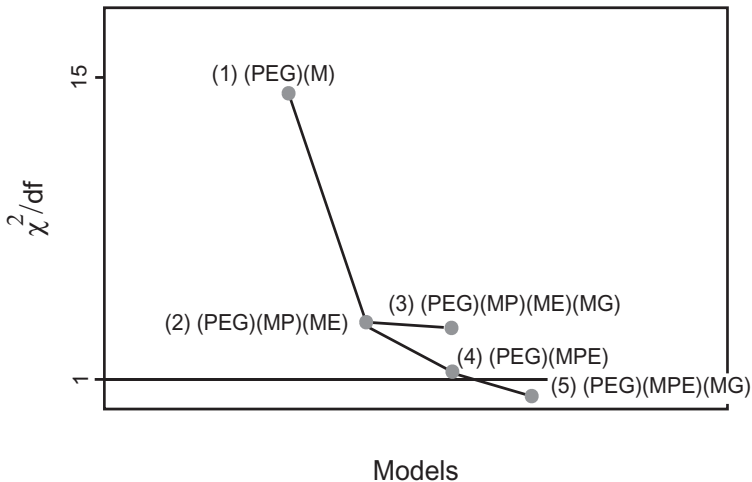 15
(1) (PEG)(M)
χ²/df
(3) (PEG)(MP)(ME)(MG)
(2) (PEG)(MP)(ME)
(4) (PEG)(MPE)
1
(5) (PEG)(MPE)(MG)
Models